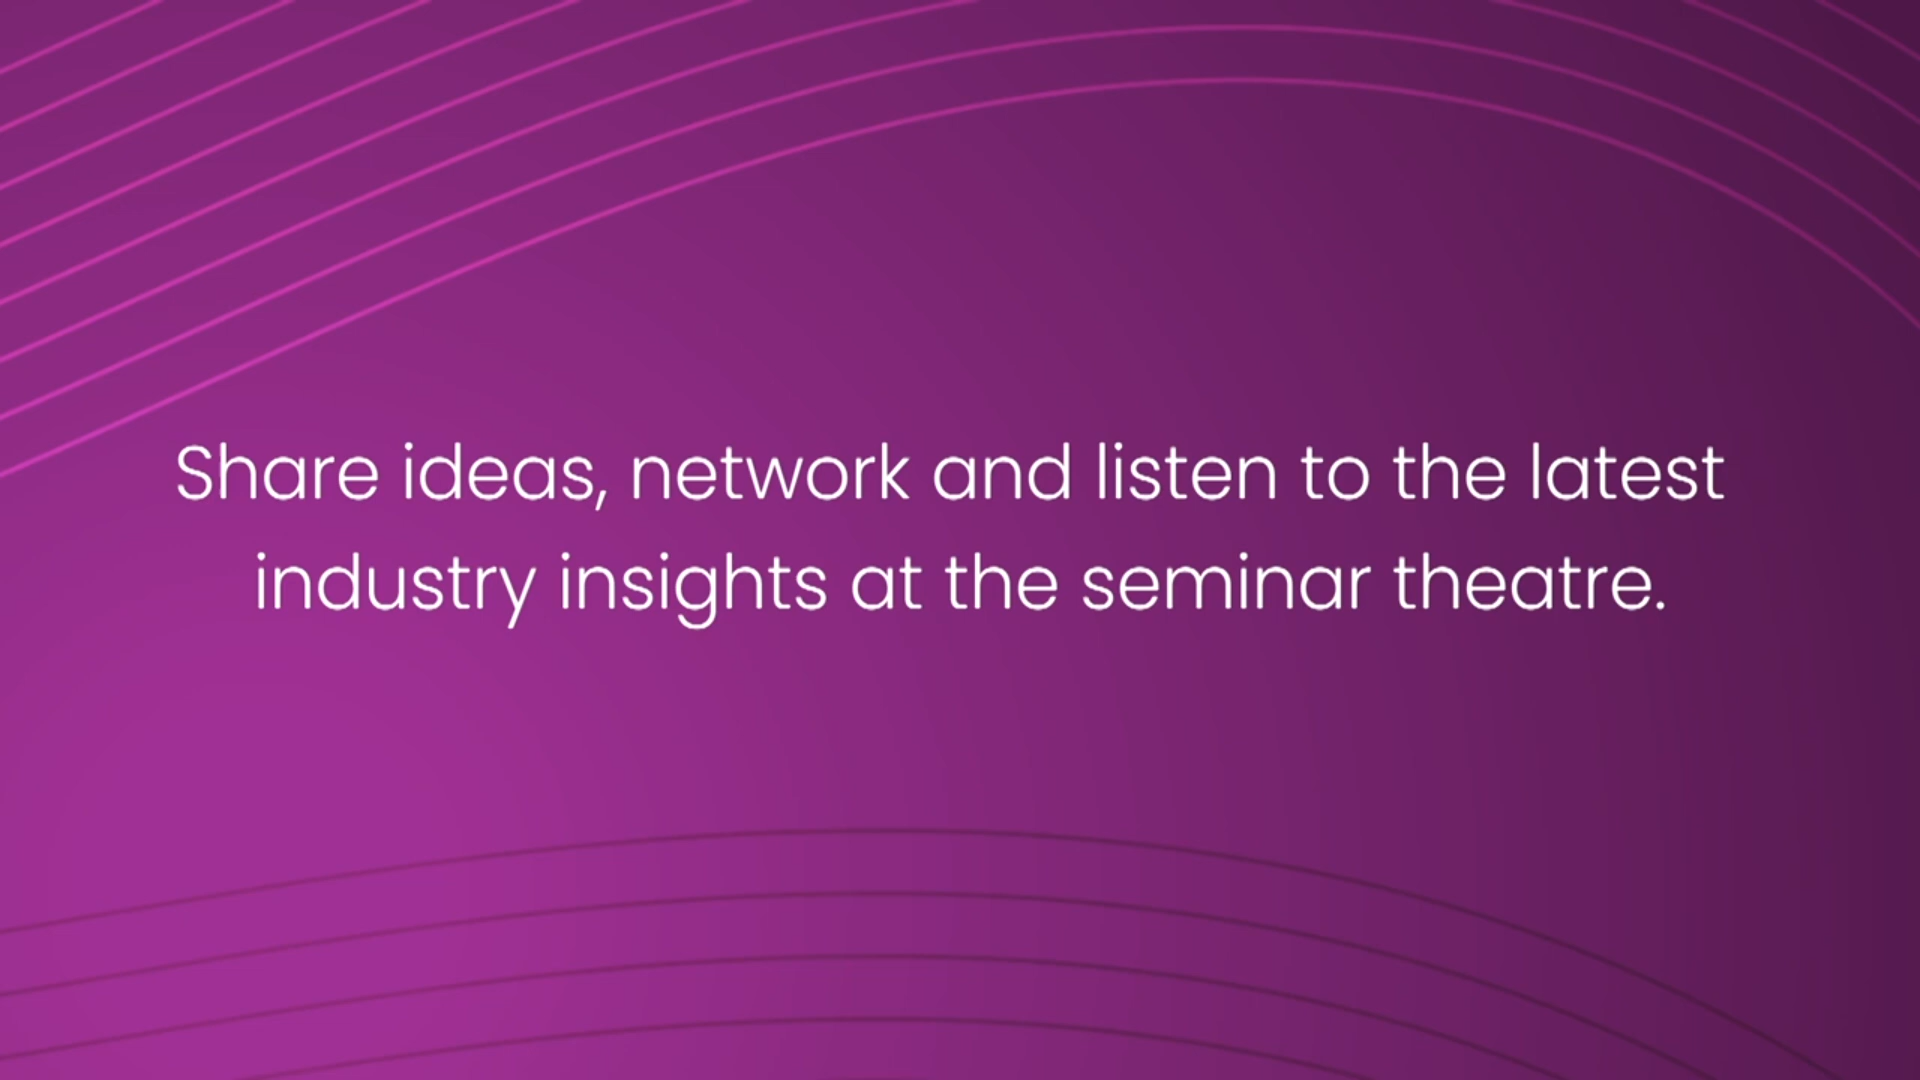 Share ideas, network and listen to the latest
industry insights at the seminar theatre.